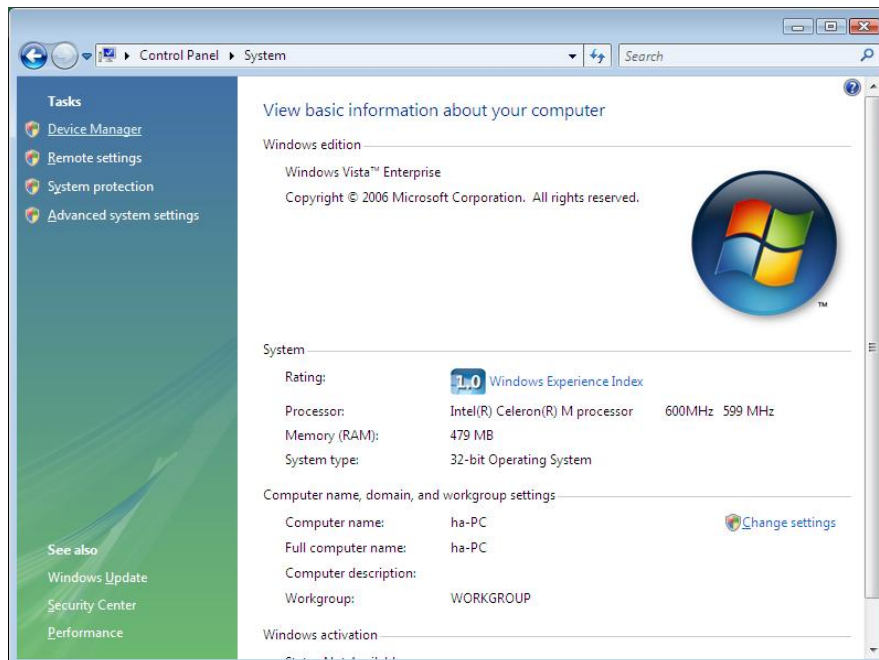 Control Panel ▸ System
Search
Tasks
Device Manager
Remote settings
System protection
Advanced system settings
See also
Windows Update
Security Center
Performance
View basic information about your computer
Windows edition
Windows Vista™ Enterprise
Copyright © 2006 Microsoft Corporation. All rights reserved.
TM
System
Rating: 1.0 Windows Experience Index
Processor: Intel(R) Celeron(R) M processor 600MHz 599 MHz
Memory (RAM): 479 MB
System type: 32-bit Operating System
Computer name, domain, and workgroup settings
Computer name: ha-PC Change settings
Full computer name: ha-PC
Computer description:
Workgroup: WORKGROUP
Windows activation